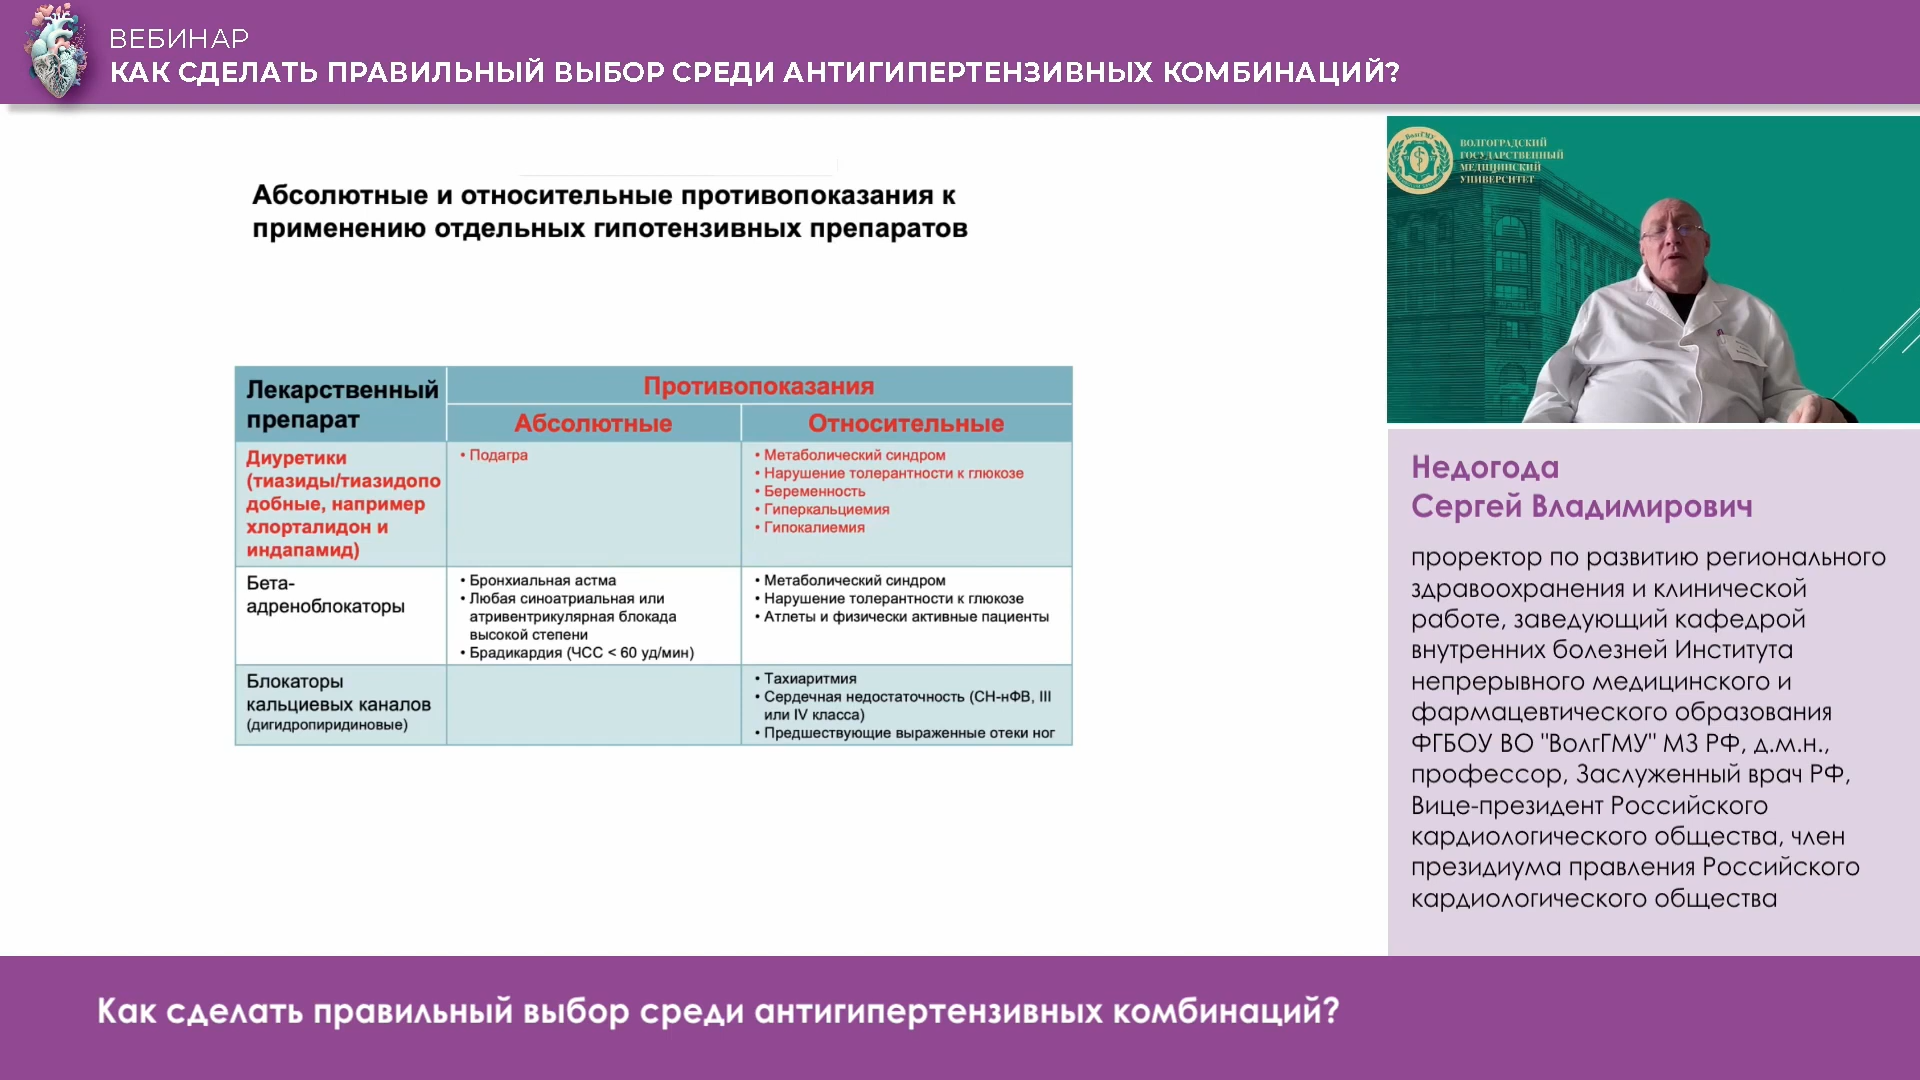 ВЕБИНАР
КАК СДЕЛАТЬ ПРАВИЛЬНЫЙ ВЫБОР СРЕДИ АНТИГИПЕРТЕНЗИВНЫХ КОМБИНАЦИЙ?
Абсолютные и относительные противопоказания к
применению отдельных гипотензивных препаратов
Лекарственный
препарат
Противопоказания
Абсолютные
Относительные
Диуретики
(тиазиды/тиазидопо
добные, например
хлорталидон и
индапамид)
• Подагра
• Метаболический синдром
• Нарушение толерантности к глюкозе
• Беременность
• Гиперкальциемия
• Гипокалиемия
Бета-
адреноблокаторы
• Бронхиальная астма
• Любая синоатриальная или
атривентрикулярная блокада
высокой степени
• Брадикардия (ЧСС < 60 уд/мин)
• Метаболический синдром
• Нарушение толерантности к глюкозе
• Атлеты и физически активные пациенты
Блокаторы
кальциевых каналов
(дигидропиридиновые)
• Тахиаритмия
• Сердечная недостаточность (СН-нФВ, III
или IV класса)
• Предшествующие выраженные отеки ног
ВолгГМУ
ВОЛГОГРАДСКИЙ
ГОСУДАРСТВЕННЫЙ
МЕДИЦИНСКИЙ
УНИВЕРСИТЕТ
Недогода
Сергей Владимирович
проректор по развитию регионального
здравоохранения и клинической
работе, заведующий кафедрой
внутренних болезней Института
непрерывного медицинского и
фармацевтического образования
ФГБОУ ВО "ВолгГМУ" МЗ РФ, д.м.н.,
профессор, Заслуженный врач РФ,
Вице-президент Российского
кардиологического общества, член
президиума правления Российского
кардиологического общества
Как сделать правильный выбор среди антигипертензивных комбинаций?